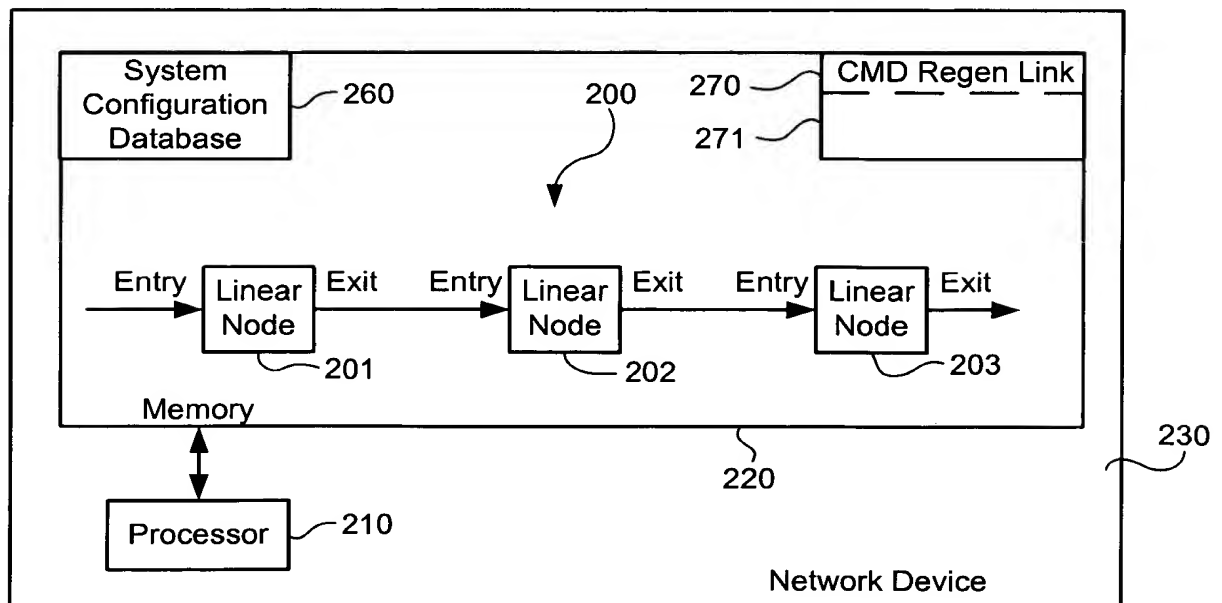 System
Configuration
Database
260
200
270
CMD Regen Link
271
Entry
Linear
Node
Exit
201
Entry
Linear
Node
Exit
202
Entry
Linear
Node
Exit
203
Memory
220
230
Processor
210
Network Device